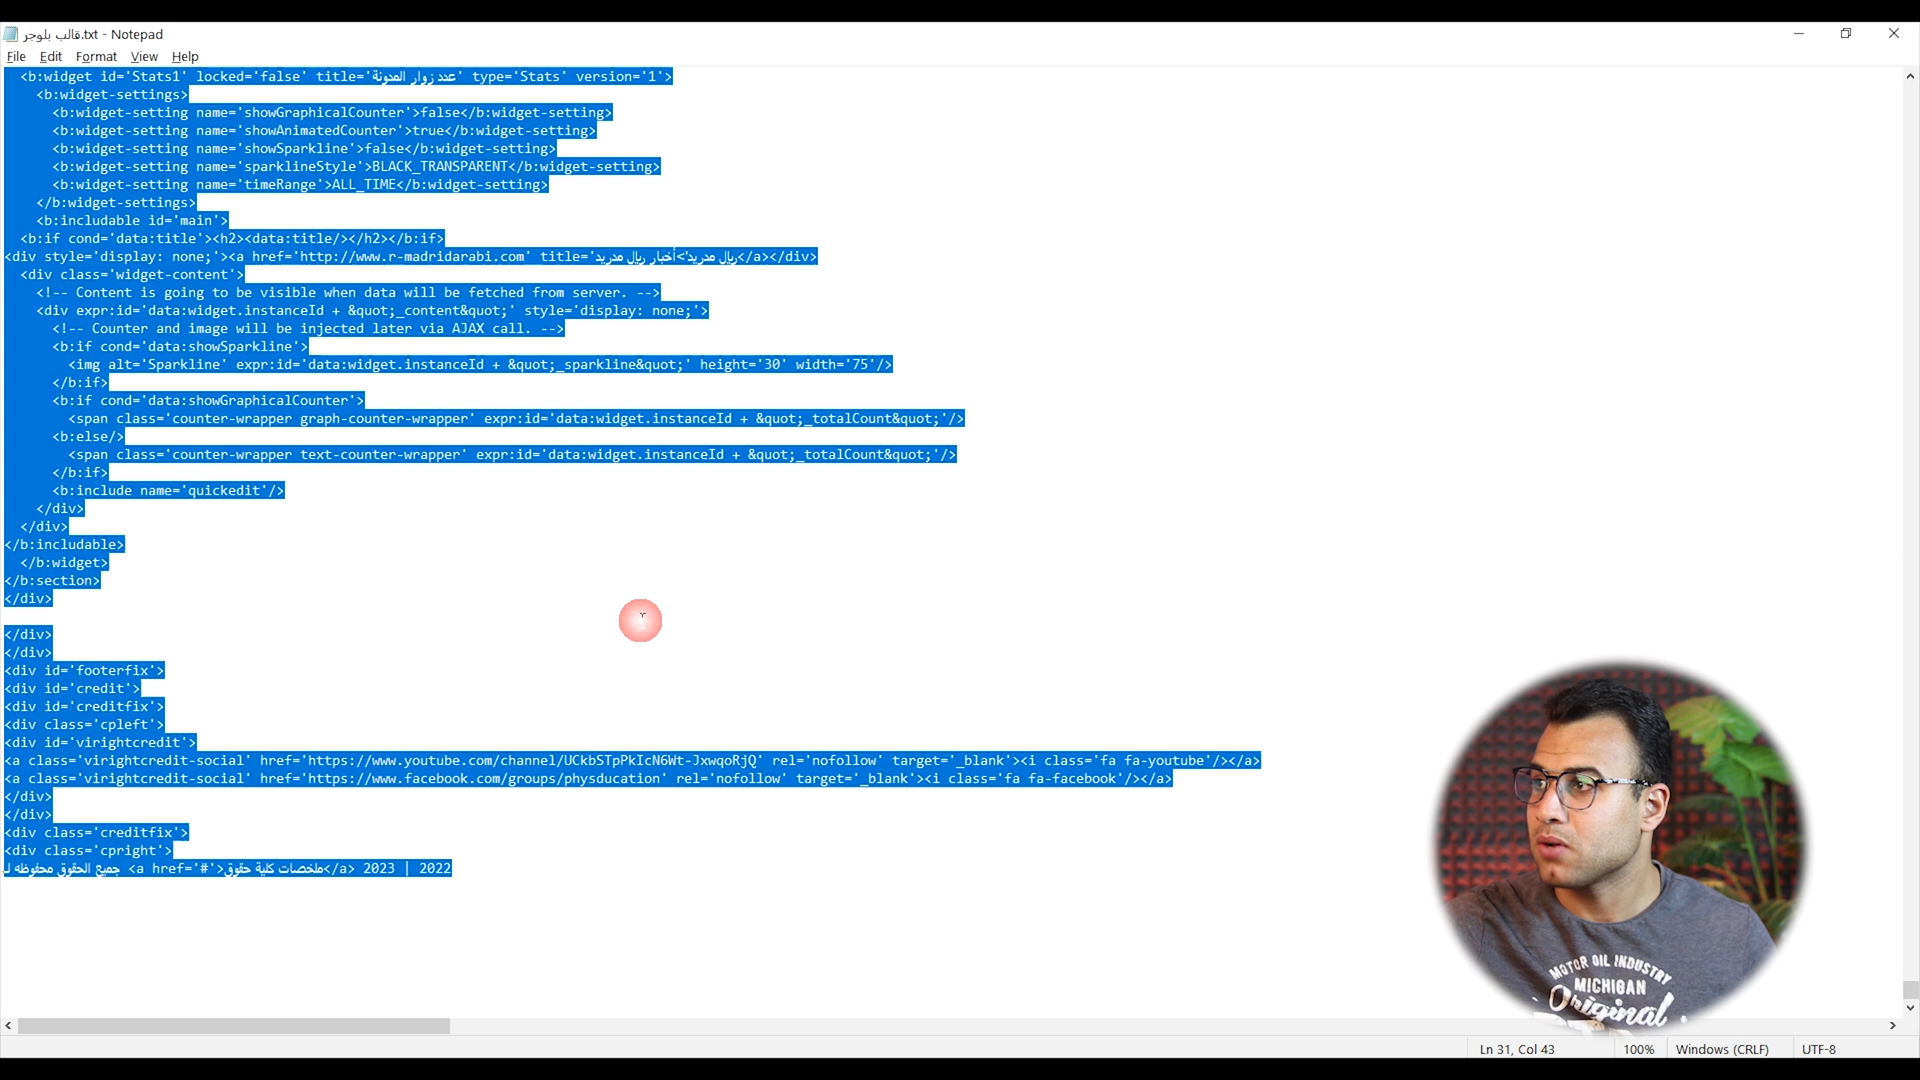 قالب بلوجر.txt - Notepad
File Edit Format View Help
<b:widget id='Stats1' locked='false' title='عدد زوار المدونة' type='Stats' version='1'>
<b:widget-settings>
<b:widget-setting name='showGraphicalCounter'>false</b:widget-setting>
<b:widget-setting name='showAnimatedCounter'>true</b:widget-setting>
<b:widget-setting name='showSparkline'>false</b:widget-setting>
<b:widget-setting name='sparklineStyle'>BLACK_TRANSPARENT</b:widget-setting>
<b:widget-setting name='timeRange'>ALL_TIME</b:widget-setting>
</b:widget-settings>
<b:includable id='main'>
<b:if cond='data:title'><h2><data:title/></h2></b:if>
<div style='display: none;'><a href='http://www.r-madridarabi.com' title='ريال مدريد'>أخبار ريال مدريد</a></div>
<div class='widget-content'>
<!-- Content is going to be visible when data will be fetched from server. -->
<div expr:id='data:widget.instanceId + &quot;_content&quot;' style='display: none;'>
<!-- Counter and image will be injected later via AJAX call. -->
<b:if cond='data:showSparkline'>
<img alt='Sparkline' expr:id='data:widget.instanceId + &quot;_sparkline&quot;' height='30' width='75'/>
</b:if>
<b:if cond='data:showGraphicalCounter'>
<span class='counter-wrapper graph-counter-wrapper' expr:id='data:widget.instanceId + &quot;_totalCount&quot;'/>
<b:else/>
<span class='counter-wrapper text-counter-wrapper' expr:id='data:widget.instanceId + &quot;_totalCount&quot;'/>
</b:if>
<b:include name='quickedit'/>
</div>
</div>
</b:includable>
</b:widget>
</b:section>
</div>
</div>
</div>
<div id='footerfix'>
<div id='credit'>
<div id='creditfix'>
<div class='cpleft'>
<div id='virightcredit'>
<a class='virightcredit-social' href='https://www.youtube.com/channel/UCkbSTpPkIcN6Wt-JxwqoRjQ' rel='nofollow' target='_blank'><i class='fa fa-youtube'/></a>
<a class='virightcredit-social' href='https://www.facebook.com/groups/physducation' rel='nofollow' target='_blank'><i class='fa fa-facebook'/></a>
</div>
</div>
<div class='creditfix'>
<div class='cpright'>
جميع الحقوق محفوظه لـ <a href='#'>ملخصات كلية حقوق</a> 2023 | 2022
MOTOR OIL INDUSTRY
MICHIGAN
Original
Ln 31, Col 43 100% Windows (CRLF) UTF-8